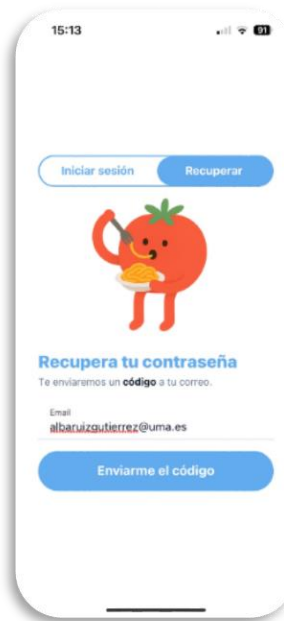 15:13
91
Iniciar sesión
Recuperar
Recupera tu contraseña
Te enviaremos un código a tu correo.
Email
albaruizgutierrez@uma.es
Enviarme el código